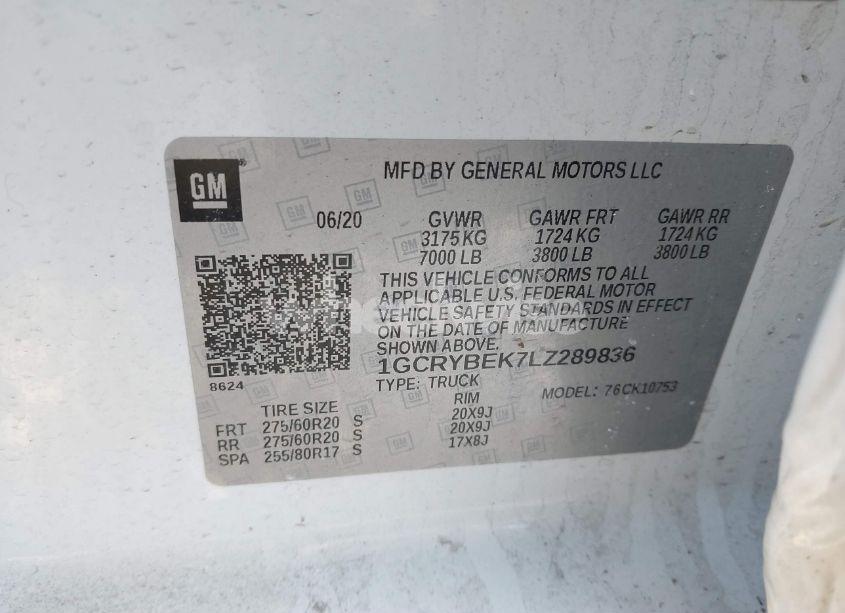 GM
MFD BY GENERAL MOTORS LLC
06/20 GVWR GAWR FRT GAWR RR
3175 KG 1724 KG 1724 KG
7000 LB 3800 LB 3800 LB
THIS VEHICLE CONFORMS TO ALL
APPLICABLE U.S. FEDERAL MOTOR
VEHICLE SAFETY STANDARDS IN EFFECT
ON THE DATE OF MANUFACTURE
SHOWN ABOVE.
1GCRYBEK7LZ289836
8624
TYPE: TRUCK MODEL: 76CK10753
TIRE SIZE RIM
FRT 275/60R20 S 20X9J
RR 275/60R20 S 20X9J
SPA 255/80R17 S 17X8J